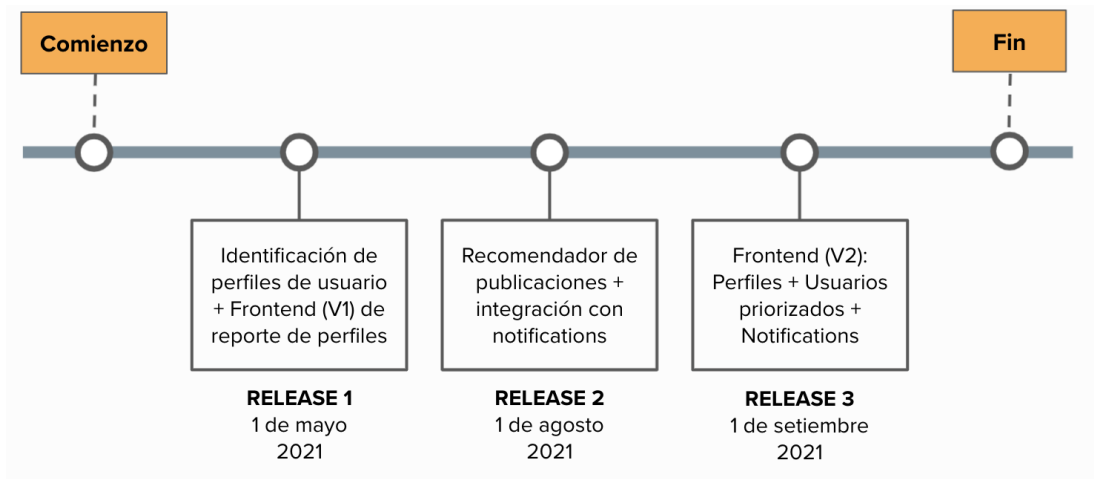 Comienzo
Fin
Identificación de
perfiles de usuario
+ Frontend (V1) de
reporte de perfiles
RELEASE 1
1 de mayo
2021
Recomendador de
publicaciones +
integración con
notifications
RELEASE 2
1 de agosto
2021
Frontend (V2):
Perfiles + Usuarios
priorizados +
Notifications
RELEASE 3
1 de setiembre
2021